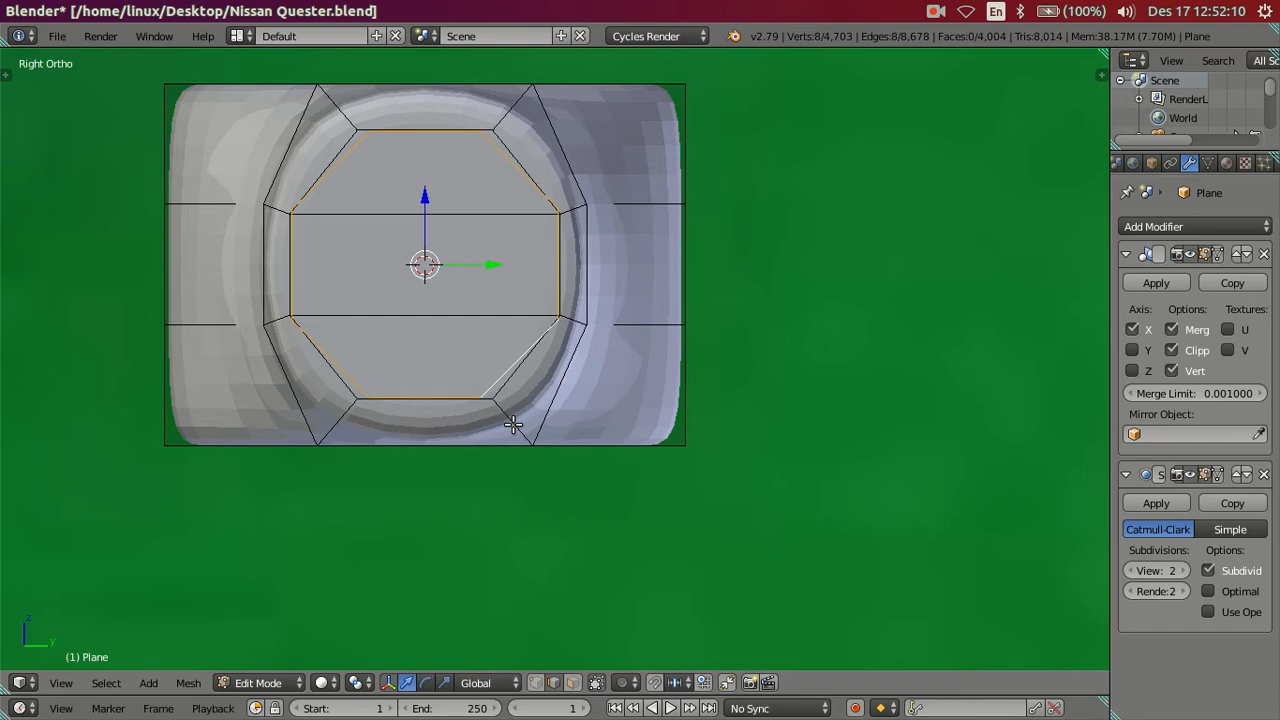 Blender* [/home/linux/Desktop/Nissan Quester.blend]
En (100%) Des 17 12:52:10
File Render Window Help Default Scene Cycles Render v2.79 | Verts:8/4,703 | Edges:8/8,678 | Faces:0/4,004 | Tris:8,014 | Mem:38.17M (7.70M) | Plane
Right Ortho
View Search All Sc
Scene
RenderL
World
Plane
Add Modifier
Apply Copy
Axis: Options: Textures:
X Merg U
Y Clipp V
Z Vert
Merge Limit: 0.001000
Mirror Object:
S
Apply Copy
Catmull-Clark Simple
Subdivisions: Options:
View: 2 Subdivid
Rende:2 Optimal
Use Ope
z
y
(1) Plane
View Select Add Mesh Edit Mode Global
View Marker Frame Playback Start: 1 End: 250 1 No Sync